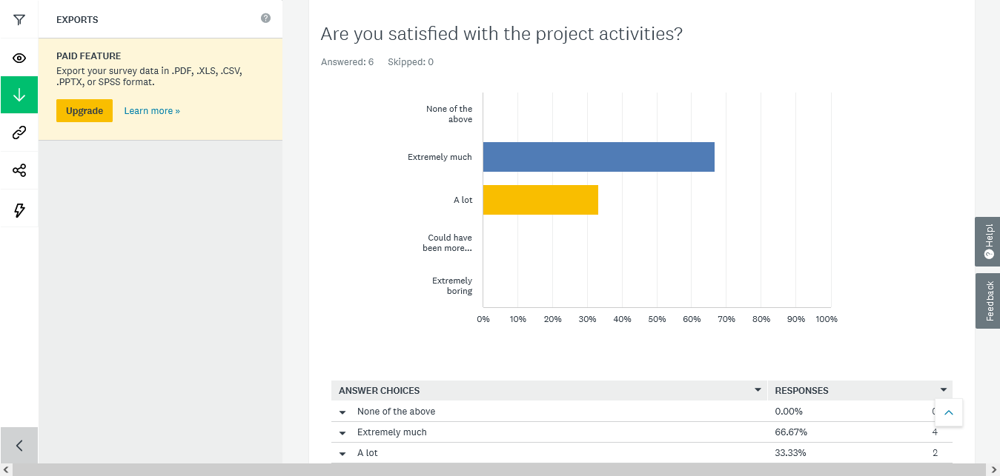 EXPORTS
PAID FEATURE
Export your survey data in .PDF, .XLS, .CSV,
.PPTX, or SPSS format.
Upgrade Learn more »
Are you satisfied with the project activities?
Answered: 6 Skipped: 0
None of the
above
Extremely much
A lot
Could have
been more...
Extremely
boring
0% 10% 20% 30% 40% 50% 60% 70% 80% 90% 100%
ANSWER CHOICES RESPONSES
None of the above 0.00%
Extremely much 66.67% 4
A lot 33.33% 2
Help!
Feedback